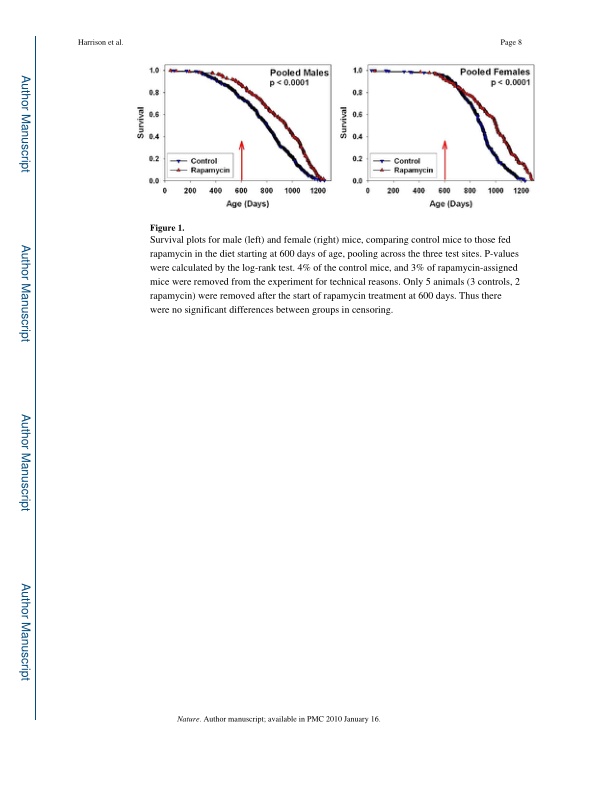 Harrison et al.
Page 8
Author Manuscript
Author Manuscript
Author Manuscript
Author Manuscript
Pooled Males
p < 0.0001
Survival
1.0
0.8
0.6
0.4
0.2
0.0
Control
Rapamycin
0 200 400 600 800 1000 1200
Age (Days)
Pooled Females
p < 0.0001
Survival
1.0
0.8
0.6
0.4
0.2
0.0
Control
Rapamycin
0 200 400 600 800 1000 1200
Age (Days)
Figure 1.
Survival plots for male (left) and female (right) mice, comparing control mice to those fed
rapamycin in the diet starting at 600 days of age, pooling across the three test sites. P-values
were calculated by the log-rank test. 4% of the control mice, and 3% of rapamycin-assigned
mice were removed from the experiment for technical reasons. Only 5 animals (3 controls, 2
rapamycin) were removed after the start of rapamycin treatment at 600 days. Thus there
were no significant differences between groups in censoring.
Nature. Author manuscript; available in PMC 2010 January 16.